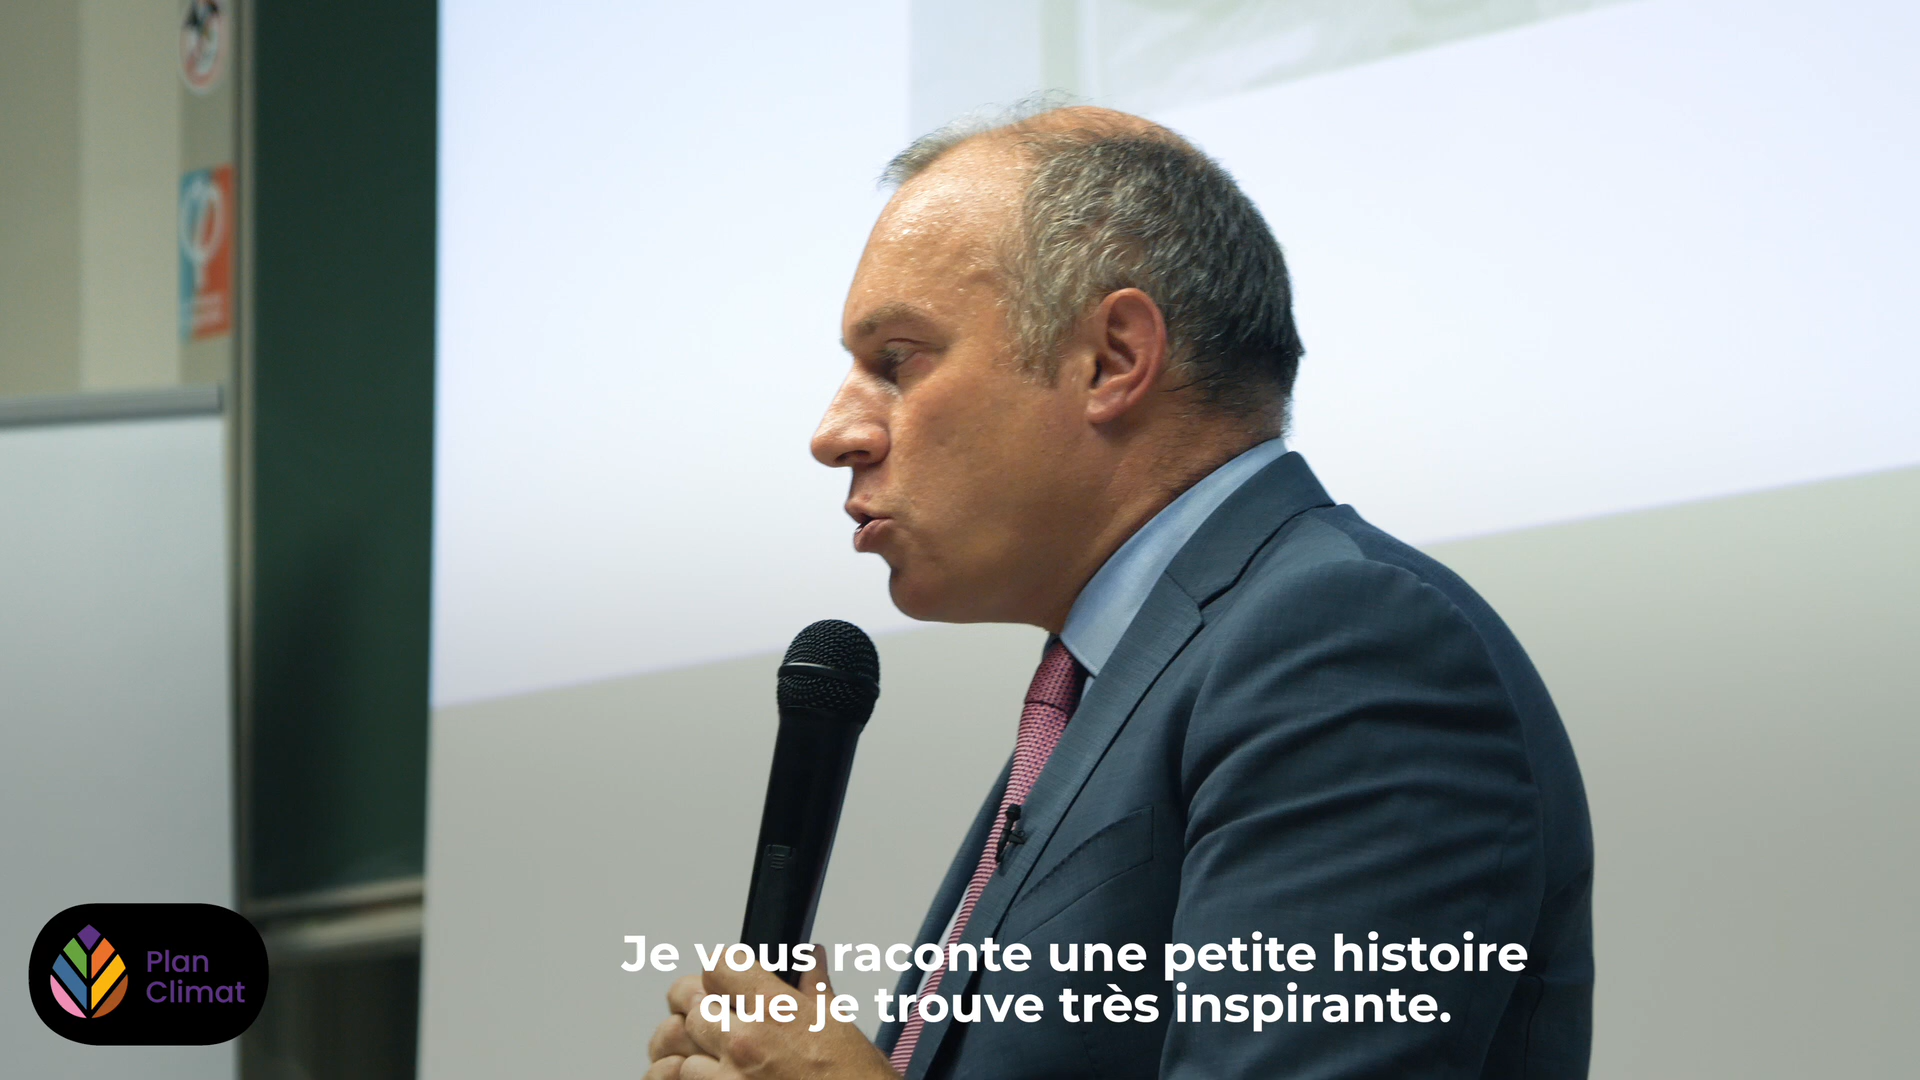 Plan
Climat
Je vous raconte une petite histoire
que je trouve très inspirante.